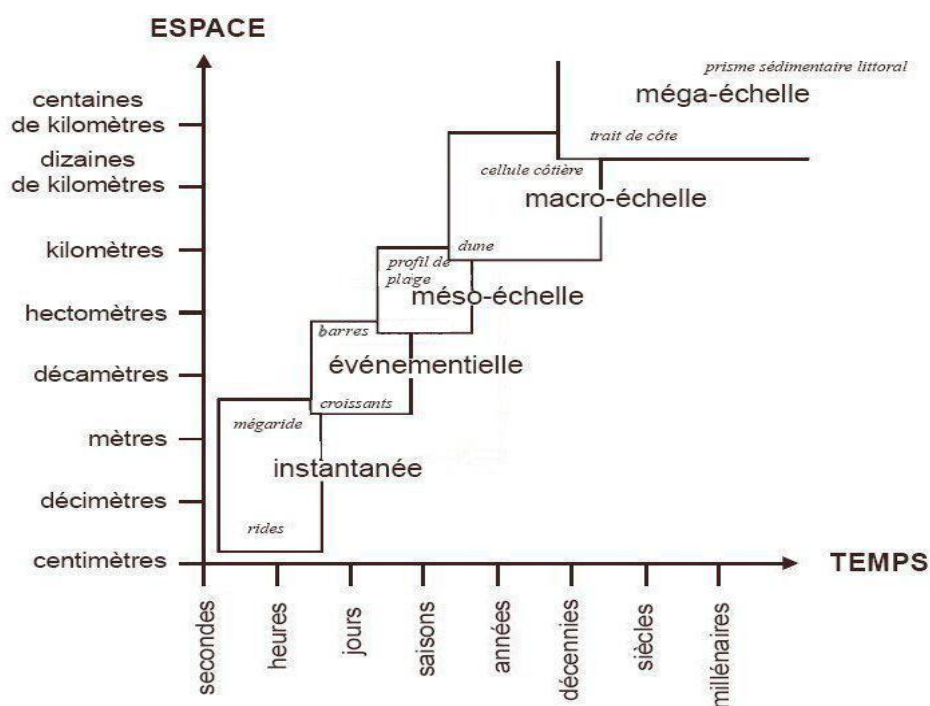 ESPACE
prisme sédimentaire littoral
méga-échelle
centaines
de kilomètres
trait de côte
dizaines
de kilomètres
cellule côtière
macro-échelle
kilomètres
dune
profil de
plage
méso-échelle
hectomètres
barres
événementielle
décamètres
croissants
mégaride
mètres
instantanée
décimètres
rides
centimètres
TEMPS
secondes
heures
jours
saisons
années
décennies
siècles
millénaires